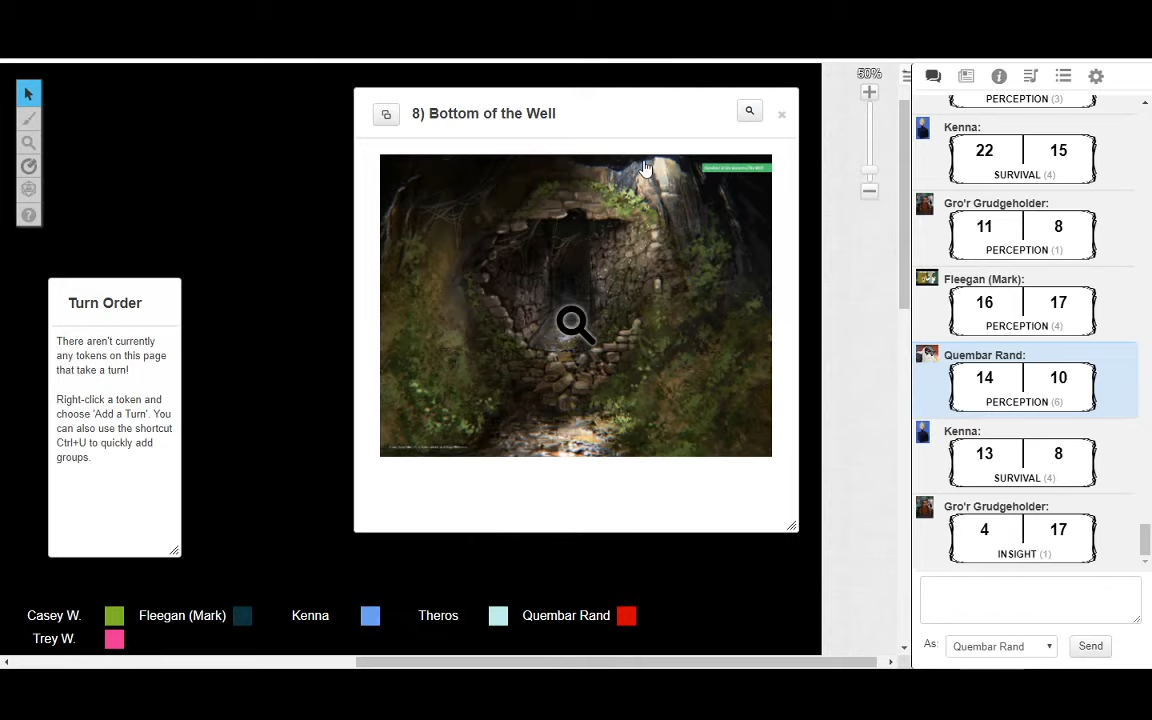 50%
8) Bottom of the Well
PERCEPTION (3)
Kenna:
22 15
SURVIVAL (4)
Gro'r Grudgeholder:
11 8
PERCEPTION (1)
Fleegan (Mark):
16 17
PERCEPTION (4)
Quembar Rand:
14 10
PERCEPTION (6)
Kenna:
13 8
SURVIVAL (4)
Gro'r Grudgeholder:
4 17
INSIGHT (1)
Turn Order
There aren't currently
any tokens on this page
that take a turn!
Right-click a token and
choose 'Add a Turn'. You
can also use the shortcut
Ctrl+U to quickly add
groups.
Casey W. Fleegan (Mark) Kenna Theros Quembar Rand
Trey W.
As: Quembar Rand Send